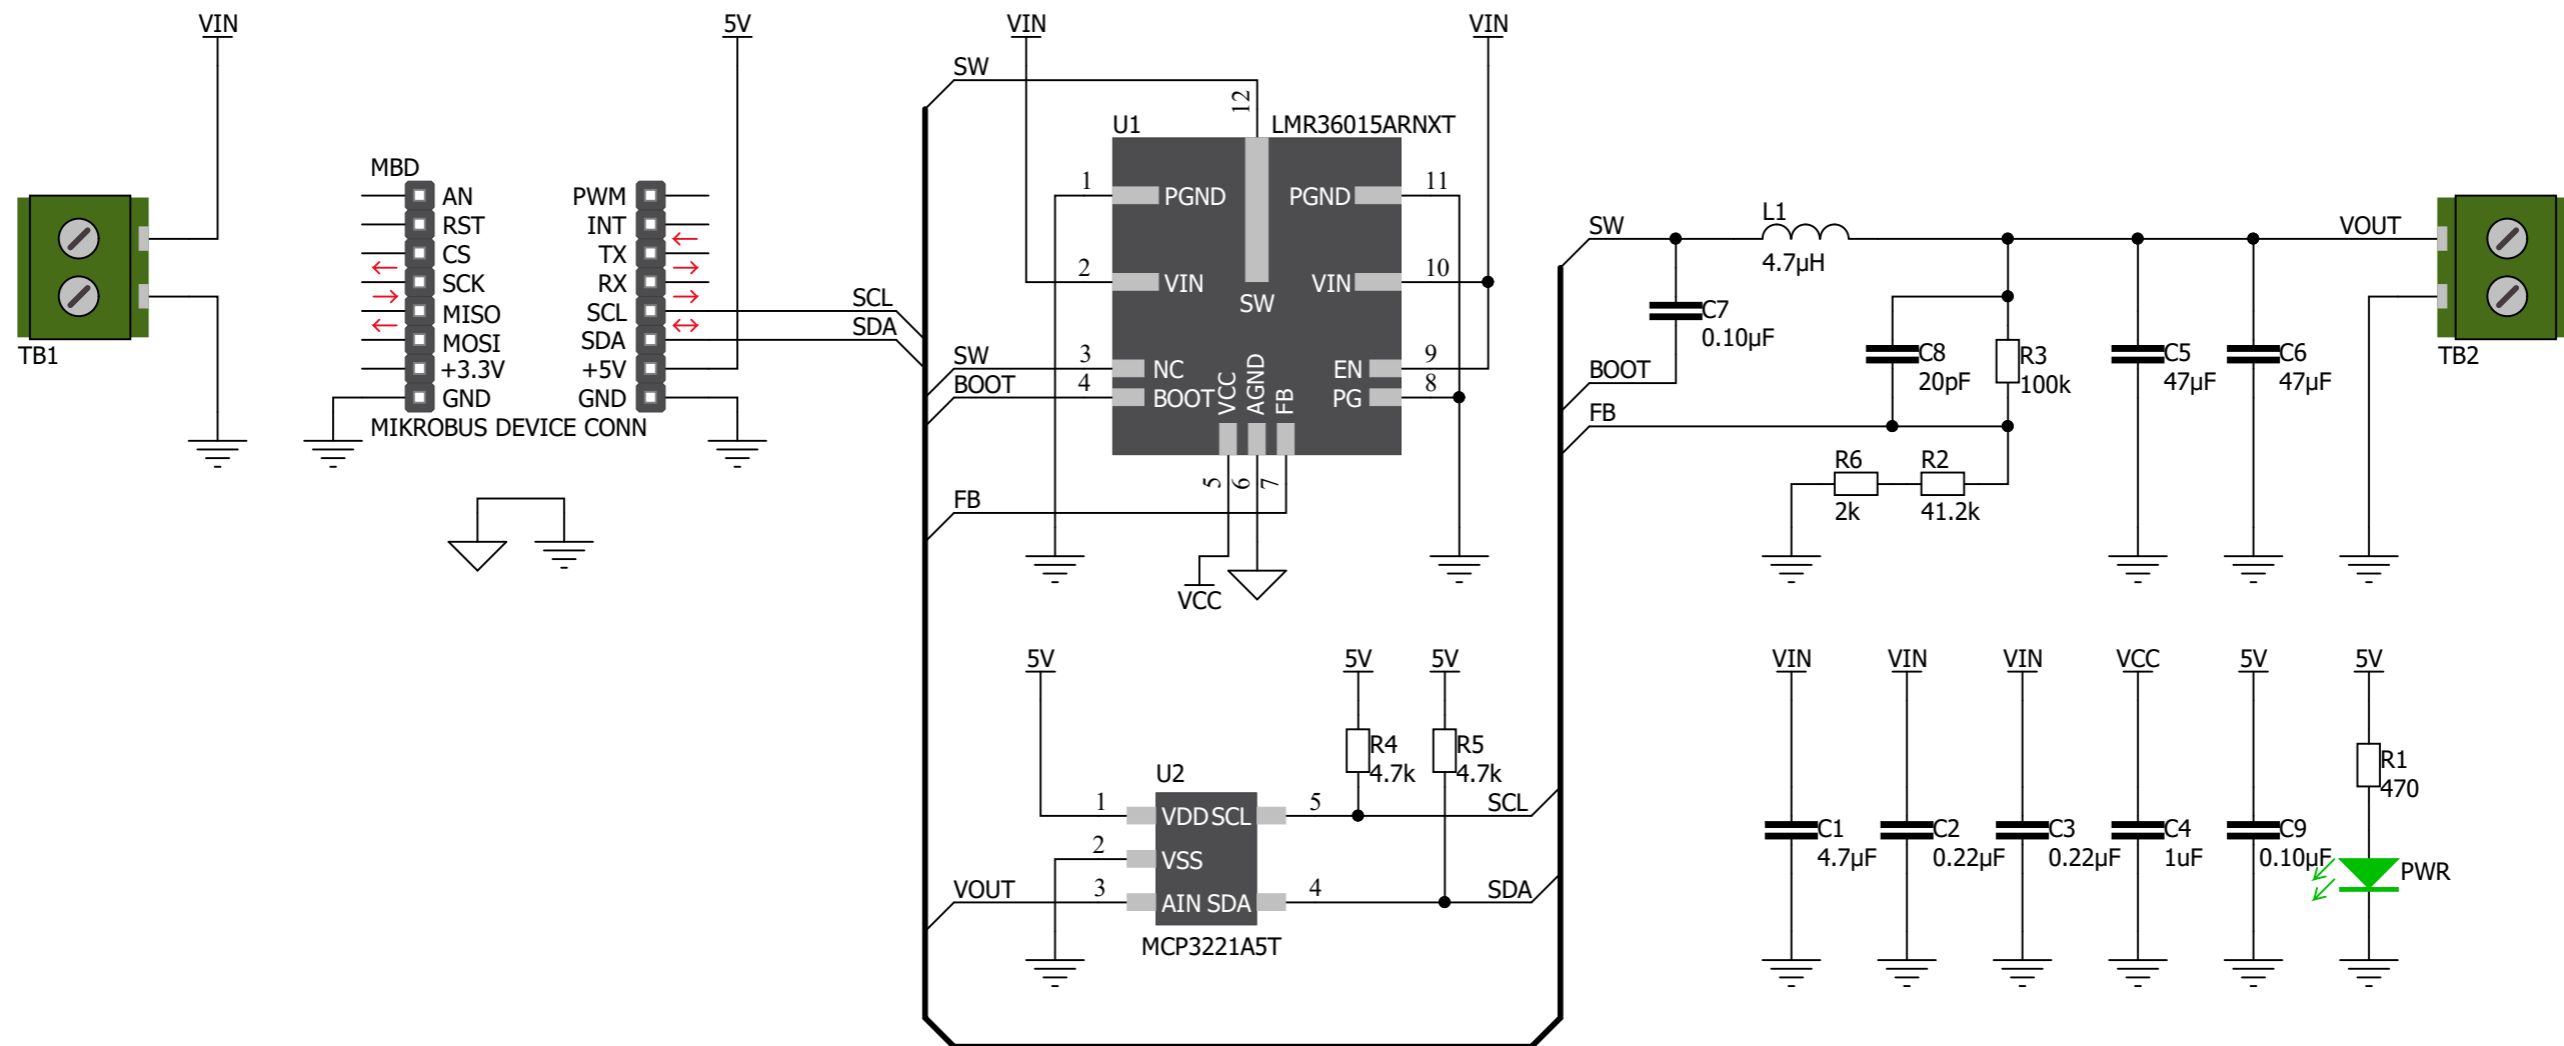 VIN
5V
VIN
VIN
SW
12
U1
LMR36015ARNXT
MBD
AN
RST
CS
SCK
MISO
MOSI
+3.3V
GND
PWM
INT
TX
RX
SCL
SDA
+5V
GND
MIKROBUS DEVICE CONN
TB1
SCL
SDA
SW
BOOT
FB
1
2
3
4
PGND
VIN
NC
BOOT
SW
VCC
AGND
FB
PGND
VIN
EN
PG
11
10
9
8
5
6
7
VCC
SW
L1
4.7µH
VOUT
C7
0.10µF
BOOT
FB
C8
20pF
R3
100k
C5
47µF
C6
47µF
TB2
R6
2k
R2
41.2k
5V
5V
5V
R4
4.7k
R5
4.7k
U2
1
2
3
VDD
SCL
VSS
AIN
SDA
5
4
SCL
SDA
VOUT
MCP3221A5T
VIN
VIN
VIN
VCC
5V
5V
C1
4.7µF
C2
0.22µF
C3
0.22µF
C4
1uF
C9
0.10µF
R1
470
PWR